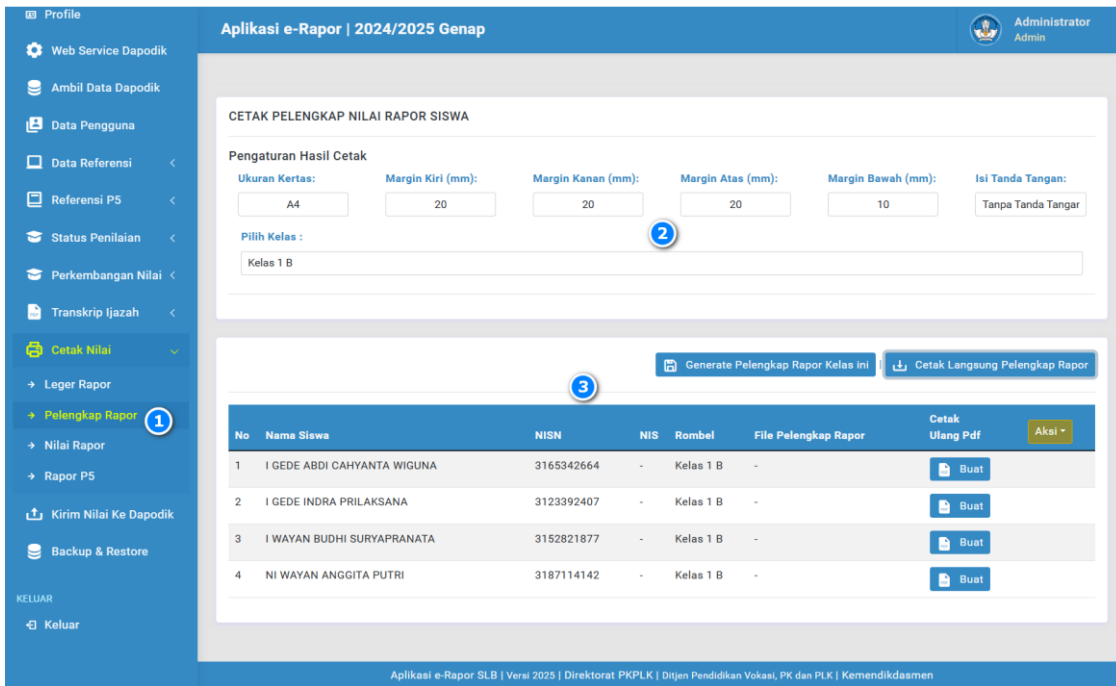 Profile
Web Service Dapodik
Ambil Data Dapodik
Data Pengguna
Data Referensi
Referensi P5
Status Penilaian
Perkembangan Nilai
Transkrip Ijazah
Cetak Nilai
Leger Rapor
Pelengkap Rapor
1
Nilai Rapor
Rapor P5
Kirim Nilai Ke Dapodik
Backup & Restore
KELUAR
Keluar
Aplikasi e-Rapor | 2024/2025 Genap
Administrator
Admin
CETAK PELENGKAP NILAI RAPOR SISWA
Pengaturan Hasil Cetak
Ukuran Kertas: Margin Kiri (mm): Margin Kanan (mm): Margin Atas (mm): Margin Bawah (mm): Isi Tanda Tangan:
A4 20 20 20 10 Tanpa Tanda Tangar
2
Pilih Kelas :
Kelas 1 B
Generate Pelengkap Rapor Kelas ini | Cetak Langsung Pelengkap Rapor
3
No Nama Siswa NISN NIS Rombel File Pelengkap Rapor Cetak Ulang Pdf Aksi
1 I GEDE ABDI CAHYANTA WIGUNA 3165342664 - Kelas 1 B - Buat
2 I GEDE INDRA PRILAKSANA 3123392407 - Kelas 1 B - Buat
3 I WAYAN BUDHI SURYAPRANATA 3152821877 - Kelas 1 B - Buat
4 NI WAYAN ANGGITA PUTRI 3187114142 - Kelas 1 B - Buat
Aplikasi e-Rapor SLB | Versi 2025 | Direktorat PKPLK | Ditjen Pendidikan Vokasi, PK dan PLK | Kemendikdasmen